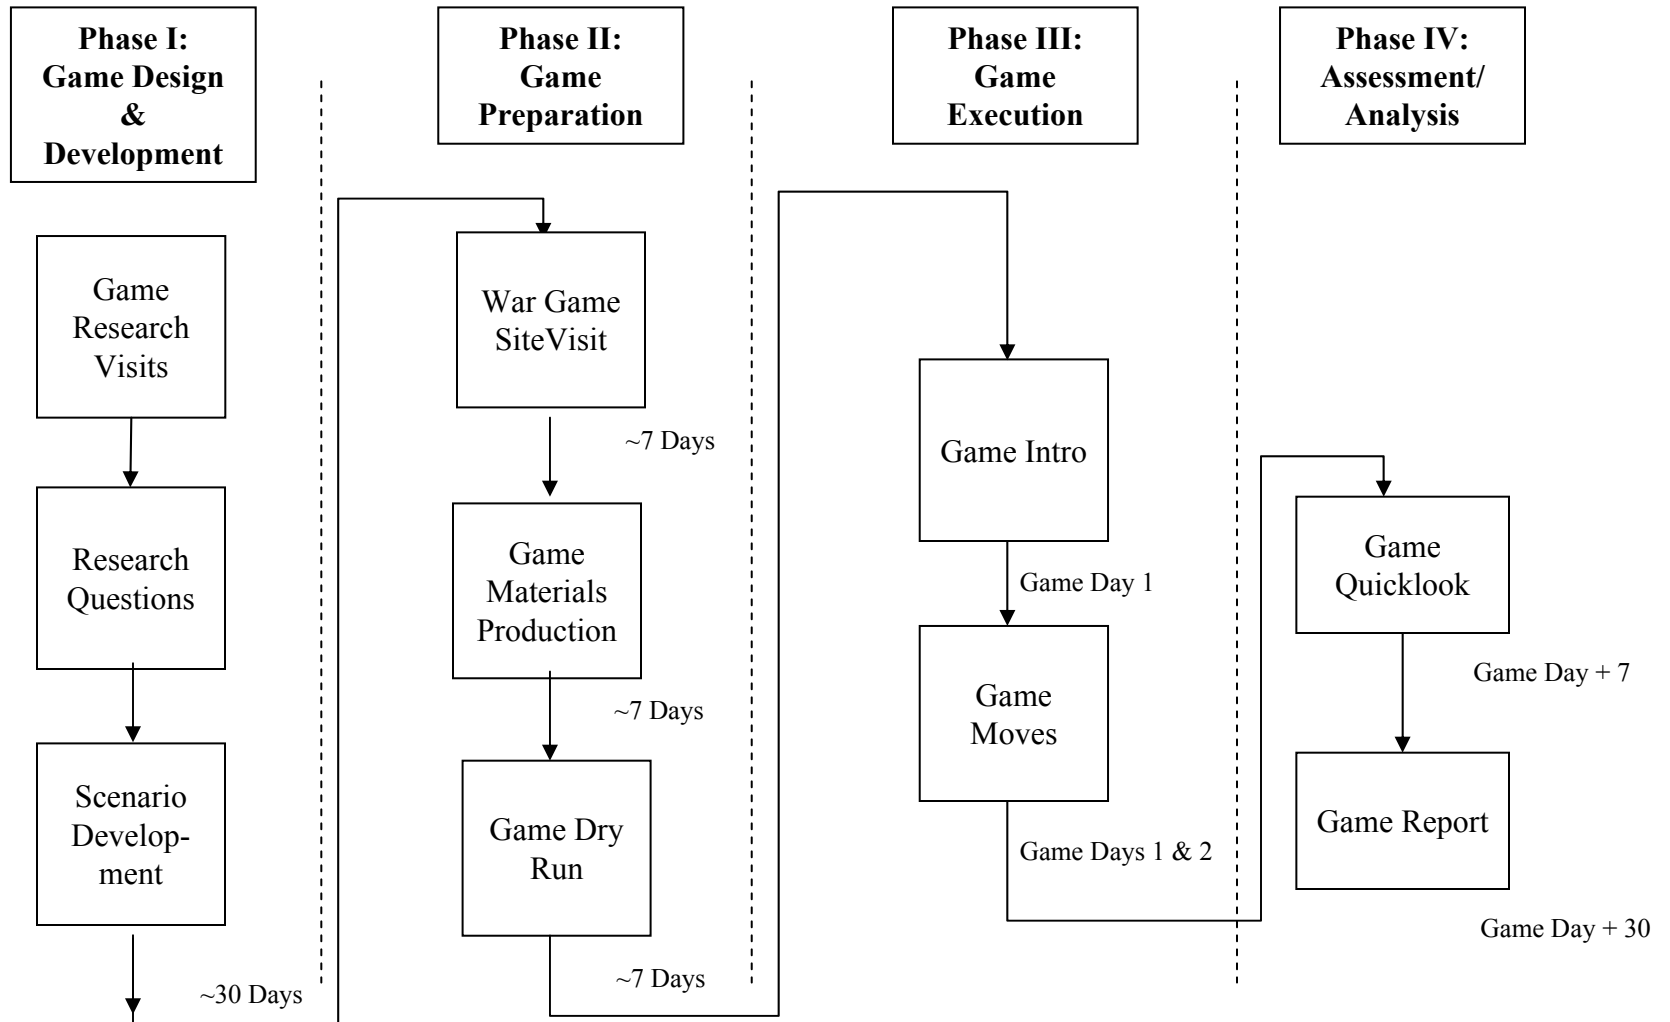 Phase I:
Game Design
&
Development
Game
Research
Visits
Research
Questions
Scenario
Develop-
ment
~30 Days
Phase II:
Game
Preparation
War Game
SiteVisit
~7 Days
Game
Materials
Production
~7 Days
Game Dry
Run
~7 Days
Phase III:
Game
Execution
Game Intro
Game Day 1
Game
Moves
Game Days 1 & 2
Phase IV:
Assessment/
Analysis
Game
Quicklook
Game Day + 7
Game Report
Game Day + 30